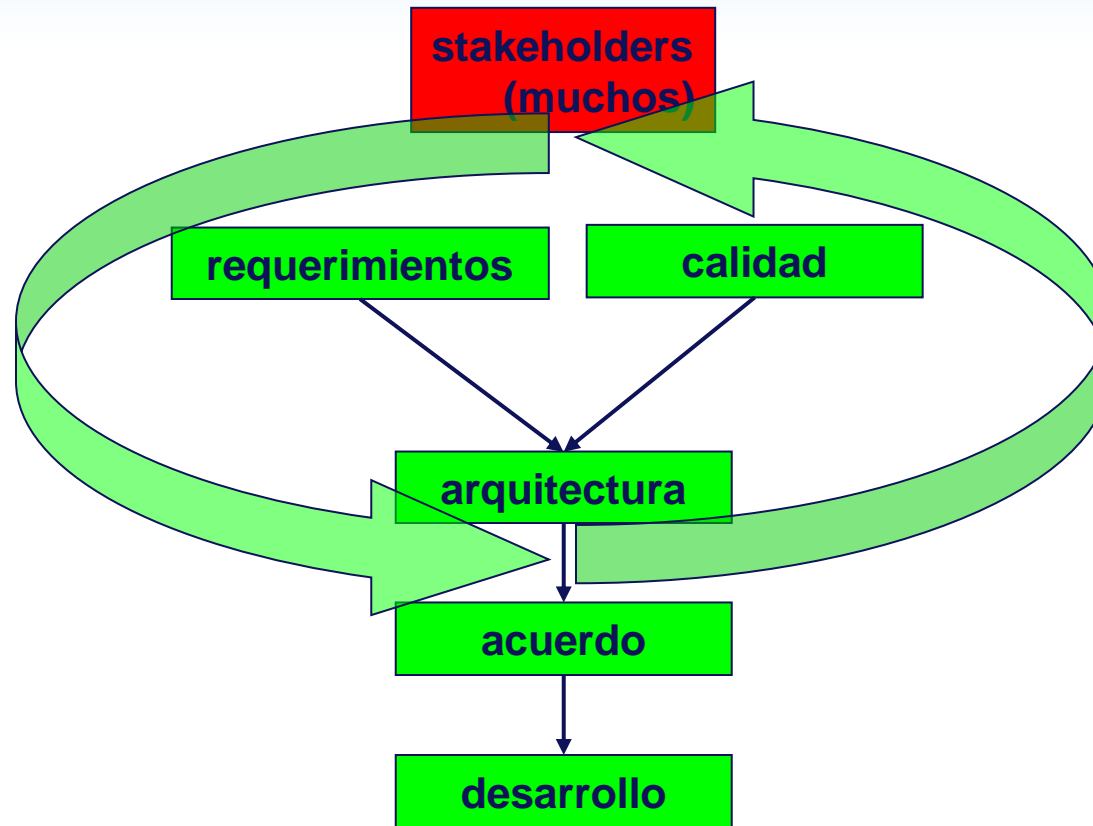 stakeholders
(muchos)
requerimientos
calidad
arquitectura
acuerdo
desarrollo